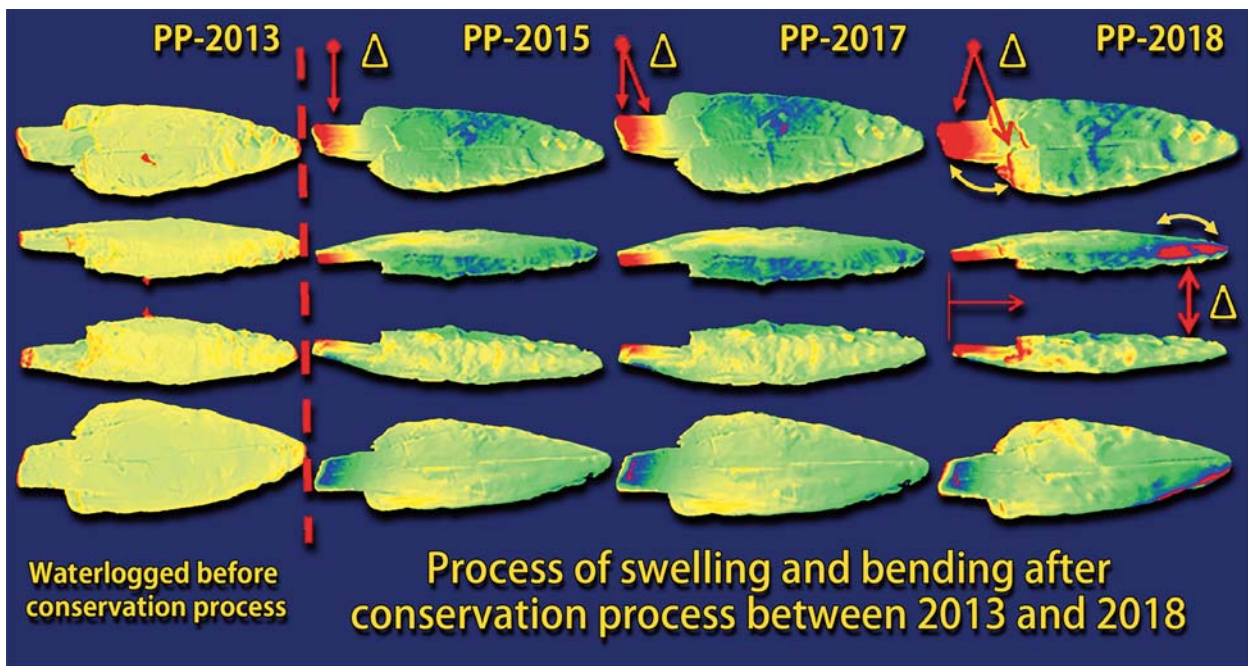 PP-2013
Δ PP-2015
Δ PP-2017
Δ PP-2018
Δ
Waterlogged before
conservation process
Process of swelling and bending after
conservation process between 2013 and 2018